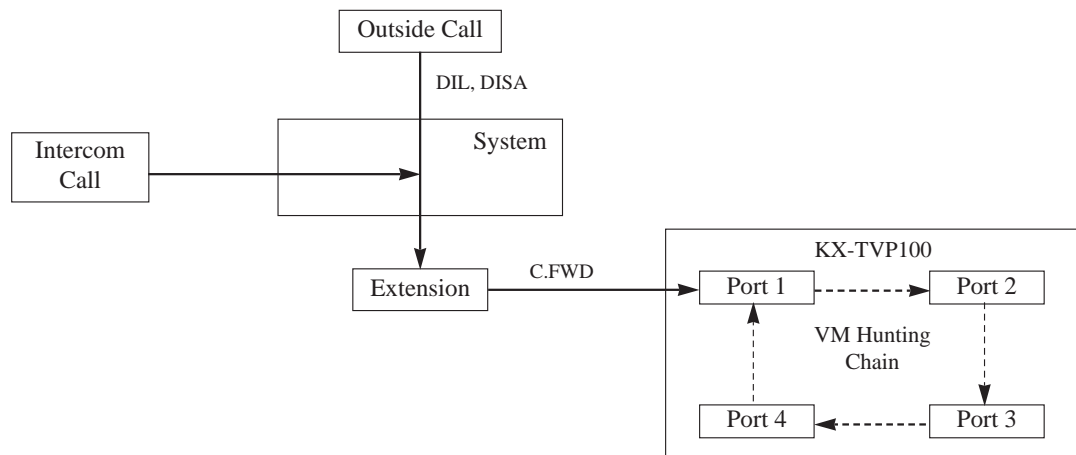 Outside Call
DIL, DISA
System
Intercom
Call
KX-TVP100
C.FWD
Extension
Port 1
Port 2
VM Hunting
Chain
Port 4
Port 3